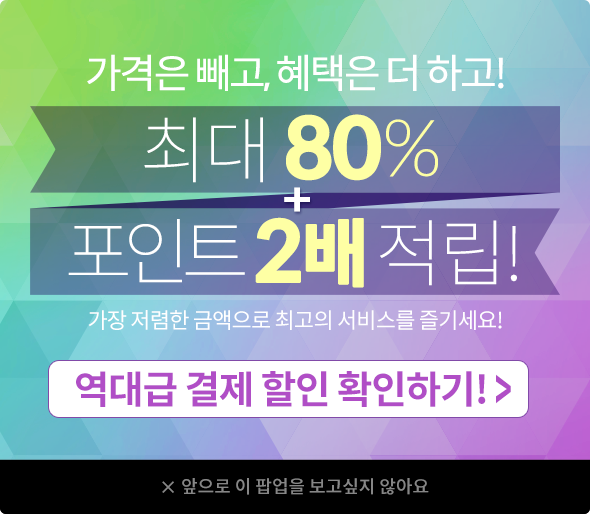 가격은 빼고, 혜택은 더 하고!
최대 80%
+
포인트 2배 적립!
가장 저렴한 금액으로 최고의 서비스를 즐기세요!
역대급 결제 할인 확인하기! >
× 앞으로 이 팝업을 보고싶지 않아요